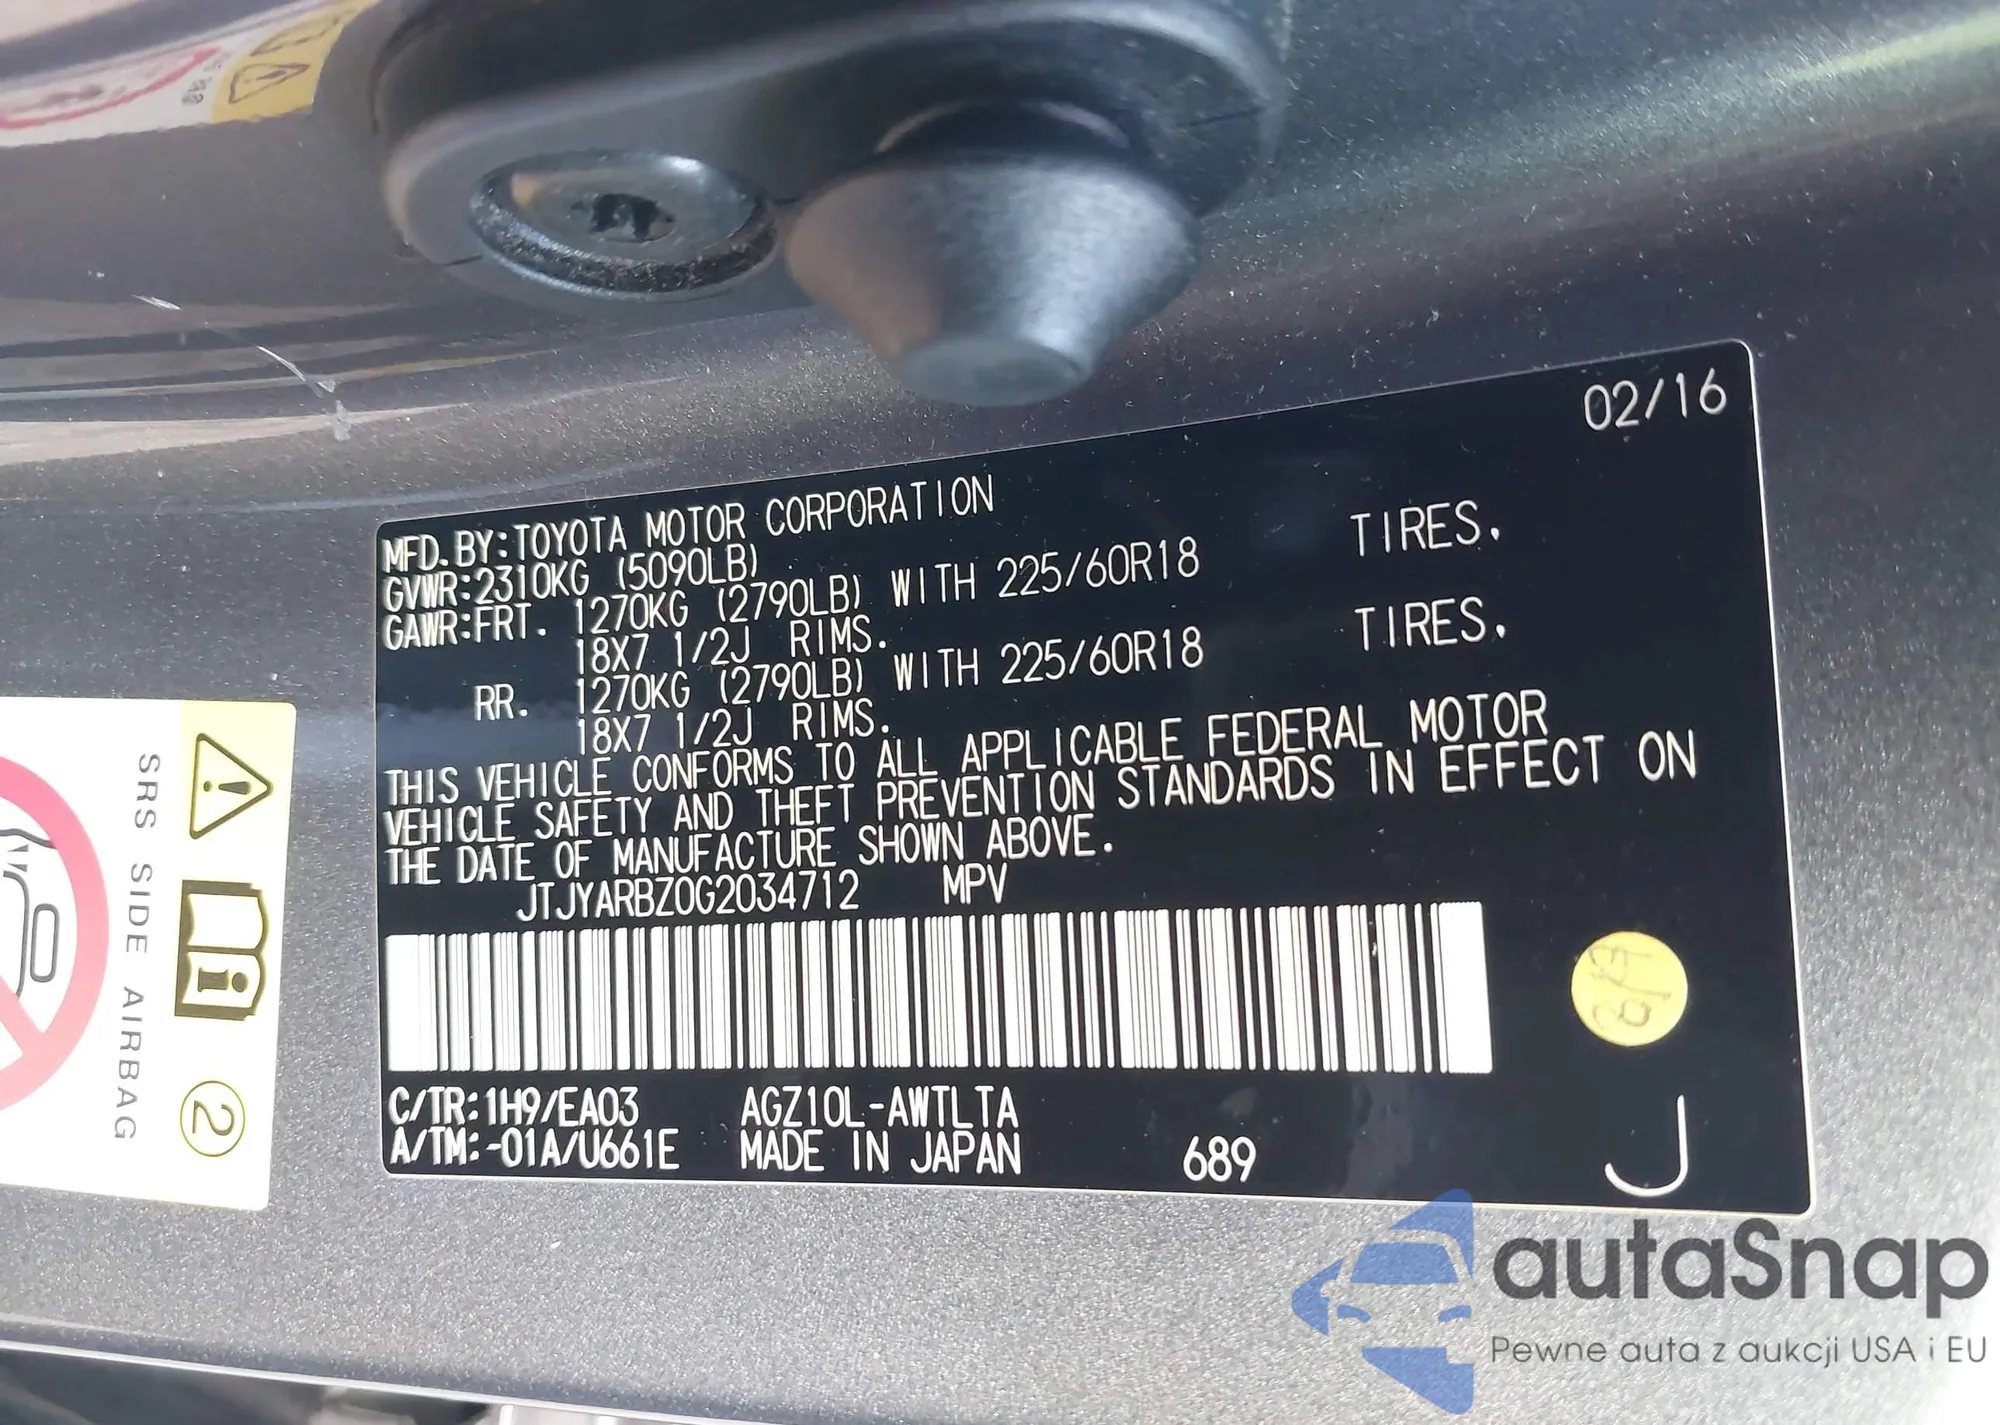 02/16
MFD.BY:TOYOTA MOTOR CORPORATION
GVWR:2310KG (5090LB)
GAWR:FRT. 1270KG (2790LB) WITH 225/60R18 TIRES.
18X7 1/2J RIMS.
RR. 1270KG (2790LB) WITH 225/60R18 TIRES.
18X7 1/2J RIMS.
THIS VEHICLE CONFORMS TO ALL APPLICABLE FEDERAL MOTOR
VEHICLE SAFETY AND THEFT PREVENTION STANDARDS IN EFFECT ON
THE DATE OF MANUFACTURE SHOWN ABOVE.
JTJYARBZ0G2034712 MPV
C/TR:1H9/EA03 AGZ10L-AWTLTA
A/TM:-01A/U661E MADE IN JAPAN 689 J
SRS SIDE AIRBAG
2
autaSnap
Pewne auta z aukcji USA i EU